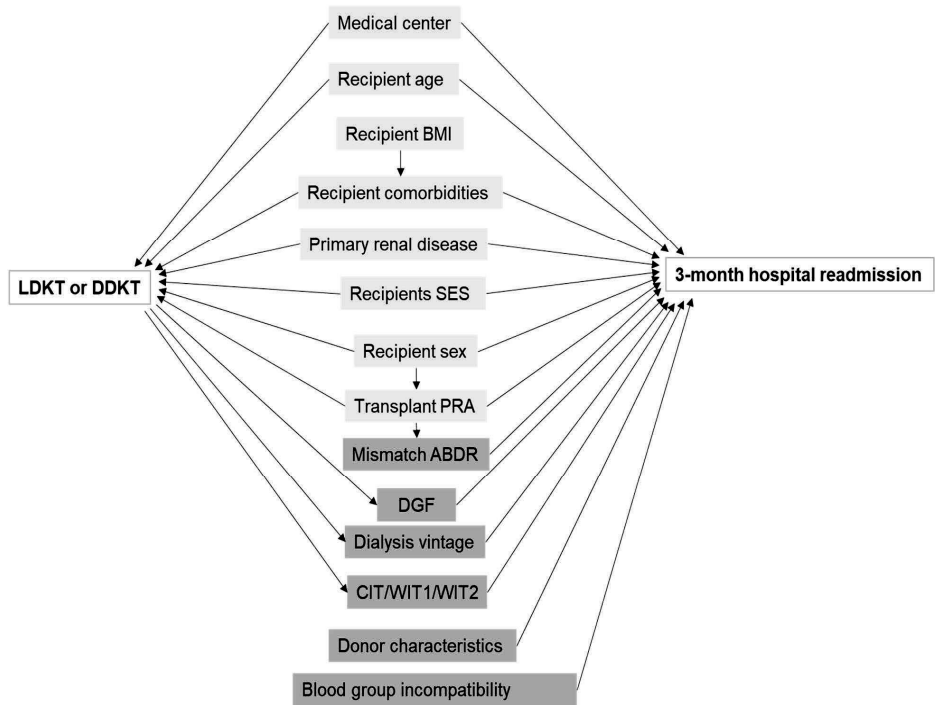 Medical center
Recipient age
Recipient BMI
Recipient comorbidities
Primary renal disease
LDKT or DDKT
3-month hospital readmission
Recipients SES
Recipient sex
Transplant PRA
Mismatch ABDR
DGF
Dialysis vintage
CIT/WIT1/WIT2
Donor characteristics
Blood group incompatibility